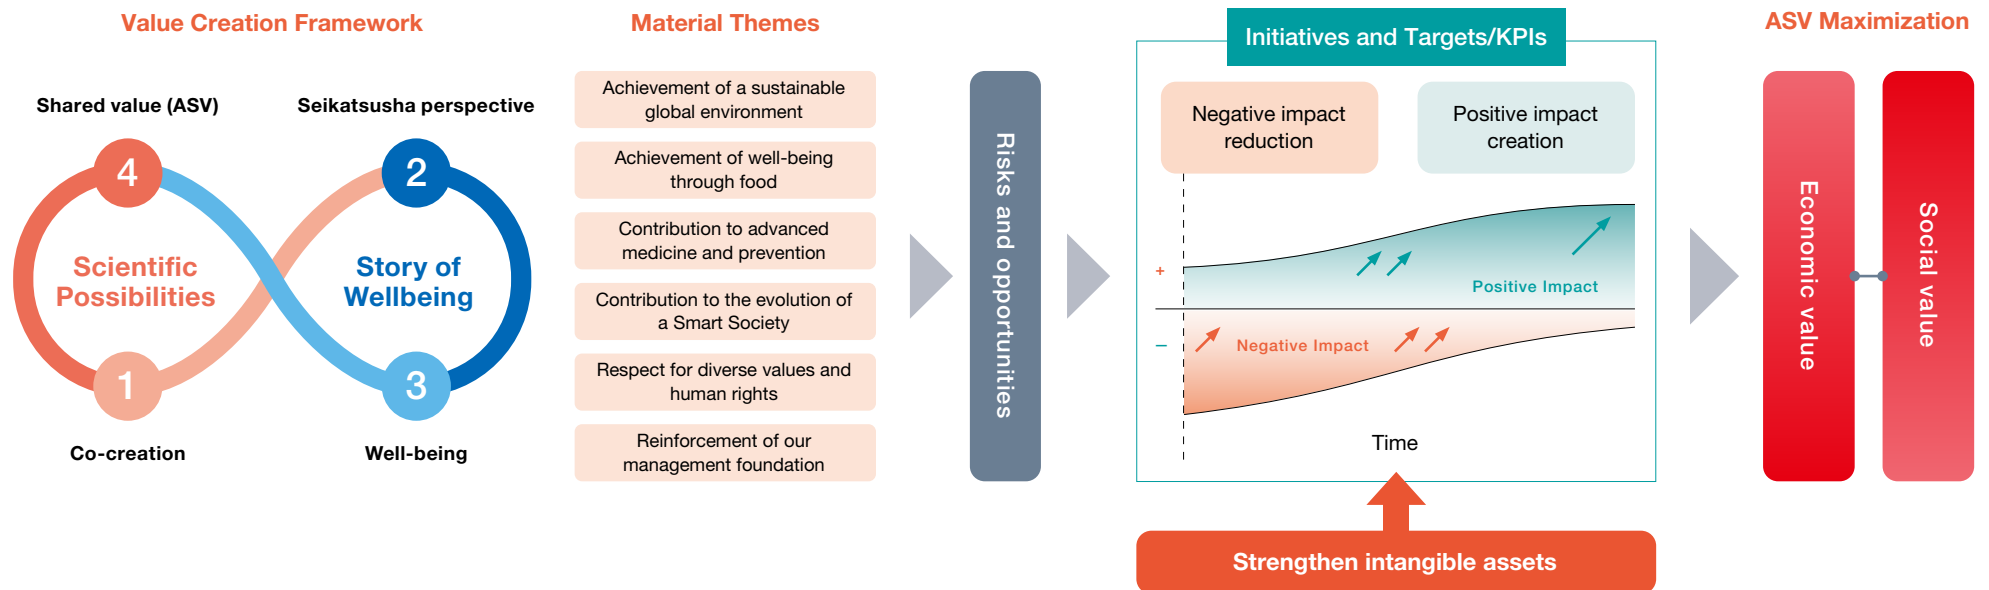 Value Creation Framework
Shared value (ASV)
Seikatsusha perspective
4
2
Scientific
Possibilities
Story of
Wellbeing
1
3
Co-creation
Well-being
Material Themes
Achievement of a sustainable
global environment
Achievement of well-being
through food
Contribution to advanced
medicine and prevention
Contribution to the evolution of
a Smart Society
Respect for diverse values and
human rights
Reinforcement of our
management foundation
Risks and opportunities
Initiatives and Targets/KPIs
Negative impact
reduction
Positive impact
creation
+
Positive Impact
−
Negative Impact
Time
Strengthen intangible assets
ASV Maximization
Economic value
Social value